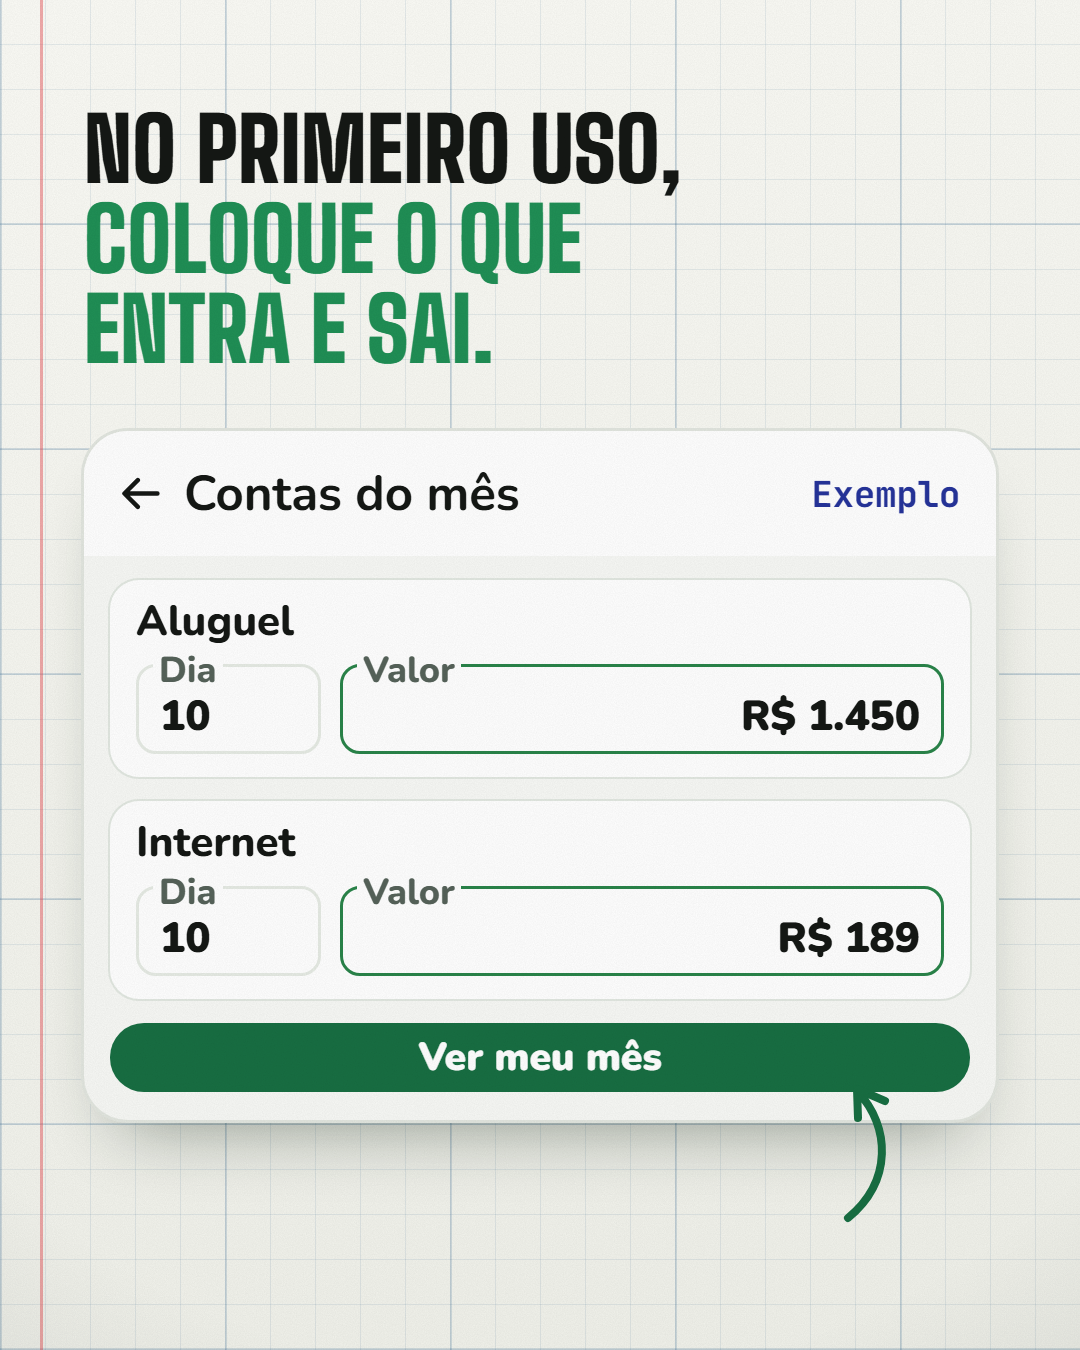 NO PRIMEIRO USO,
COLOQUE O QUE
ENTRA E SAI.
Contas do mês
Exemplo
Aluguel
Dia
Valor
10
R$ 1.450
Internet
Dia
Valor
10
R$ 189
Ver meu mês